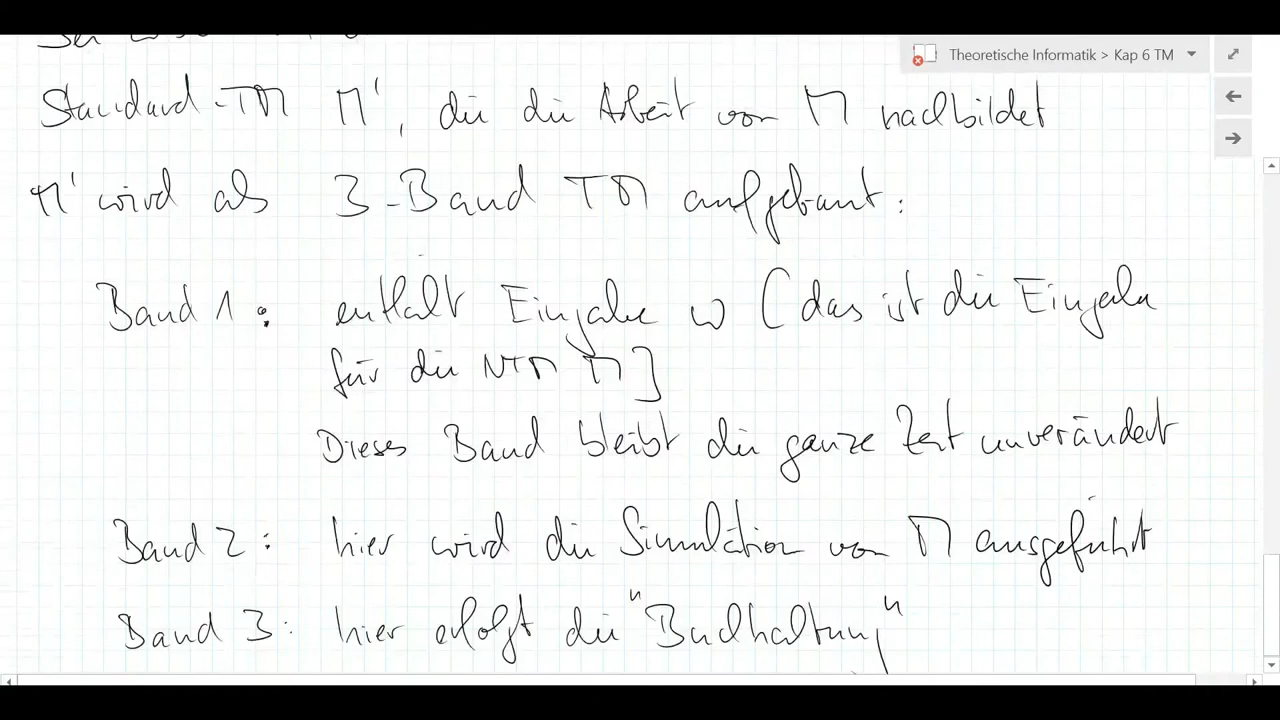 Theoretische Informatik > Kap 6 TM
Standard-TM M', die die Arbeit von M nachbildet
M' wird als 3-Band TM aufgebaut:
Band 1: enthält Eingabe w (das ist die Eingabe
für die NTM M]
Dieses Band bleibt die ganze Zeit unverändert
Band 2: hier wird die Simulation von M ausgeführt
Band 3: hier erfolgt die "Buchhaltung"